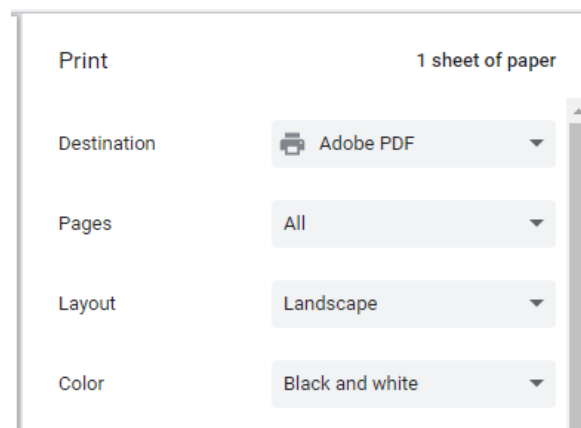 Print 1 sheet of paper
Destination Adobe PDF
Pages All
Layout Landscape
Color Black and white